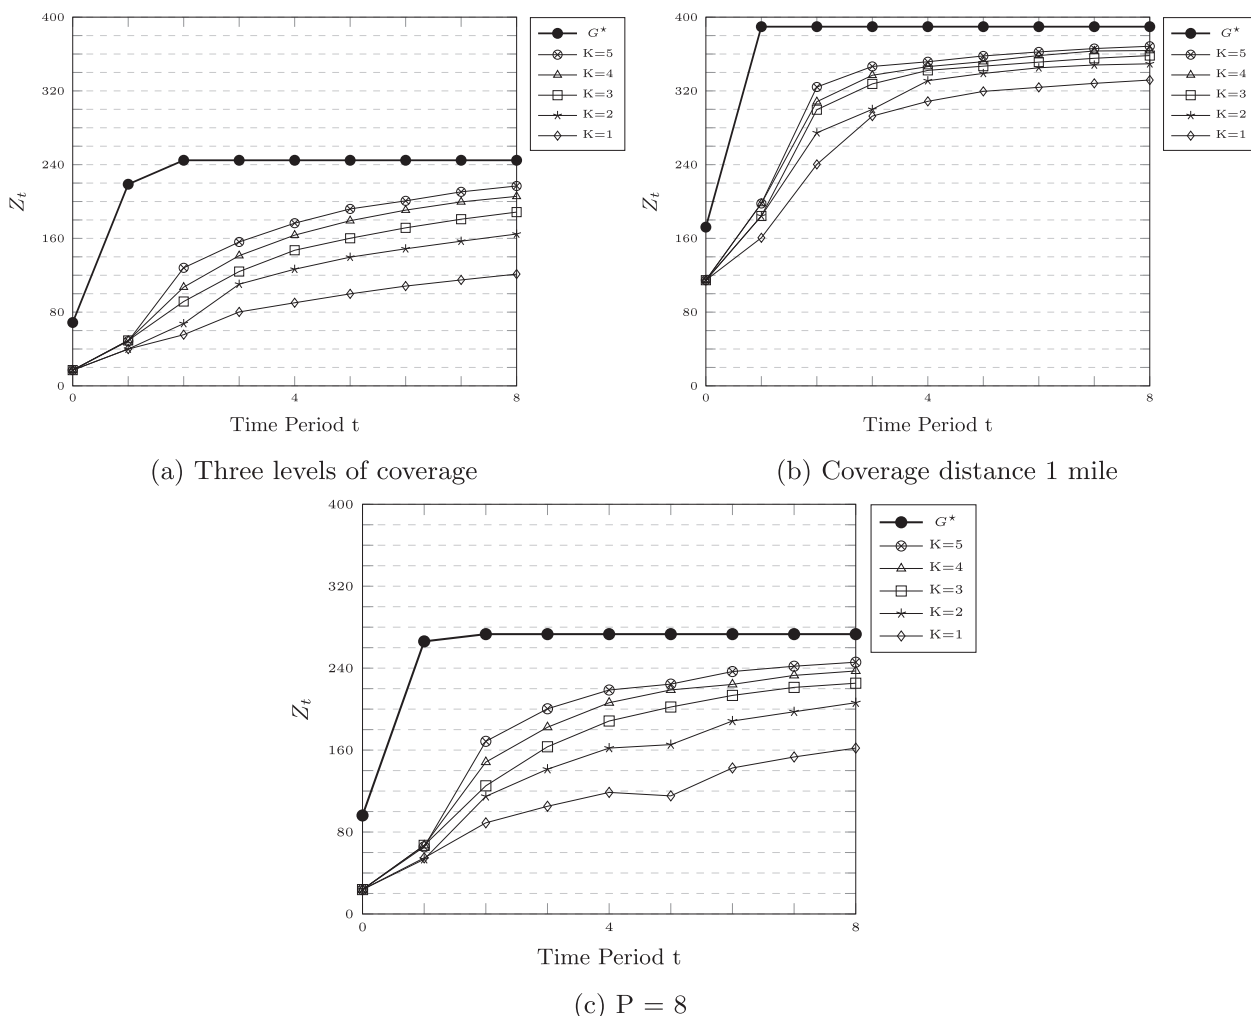 400
320
240
160
80
0
Z_t
0 4 8
Time Period t
G*
K=5
K=4
K=3
K=2
K=1
(a) Three levels of coverage
400
320
240
160
80
0
Z_t
0 4 8
Time Period t
G*
K=5
K=4
K=3
K=2
K=1
(b) Coverage distance 1 mile
400
320
240
160
80
0
Z_t
0 4 8
Time Period t
G*
K=5
K=4
K=3
K=2
K=1
(c) P = 8